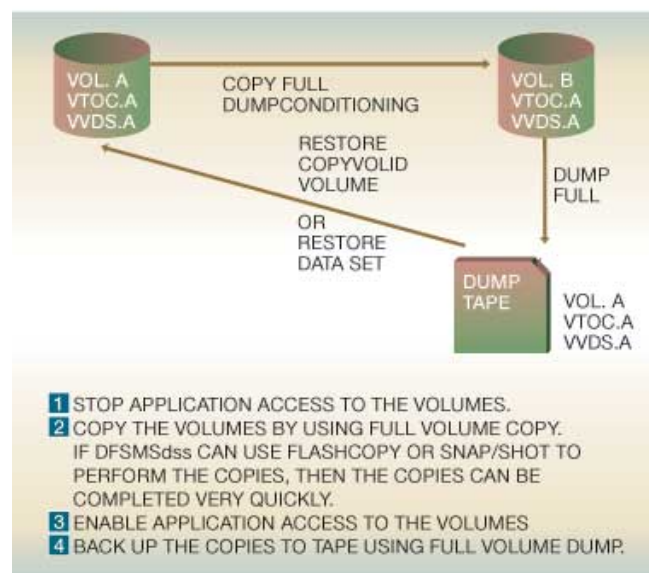 VOL. A
VTOC.A
VVDS.A
COPY FULL
DUMPCONDITIONING
VOL. B
VTOC.A
VVDS.A
RESTORE
COPYVOLID
VOLUME
OR
RESTORE
DATA SET
DUMP
FULL
DUMP
TAPE
VOL. A
VTOC.A
VVDS.A
1 STOP APPLICATION ACCESS TO THE VOLUMES.
2 COPY THE VOLUMES BY USING FULL VOLUME COPY.
IF DFSMSdss CAN USE FLASHCOPY OR SNAP/SHOT TO
PERFORM THE COPIES, THEN THE COPIES CAN BE
COMPLETED VERY QUICKLY.
3 ENABLE APPLICATION ACCESS TO THE VOLUMES
4 BACK UP THE COPIES TO TAPE USING FULL VOLUME DUMP.